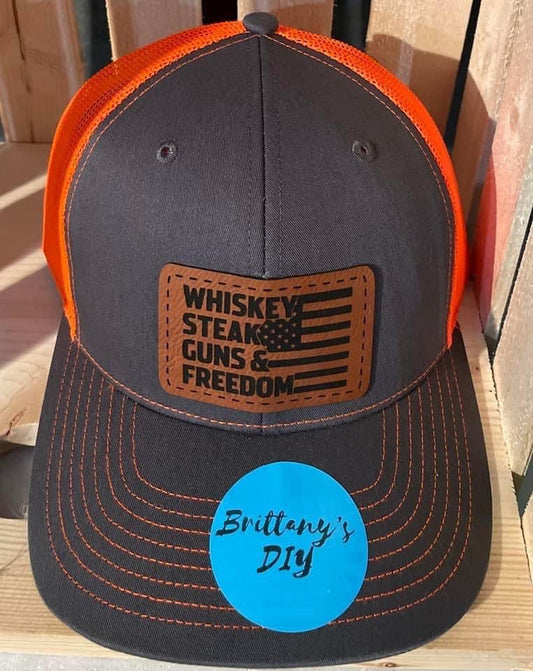 WHISKEY
STEAK
GUNS &
FREEDOM
Brittany's
DIY